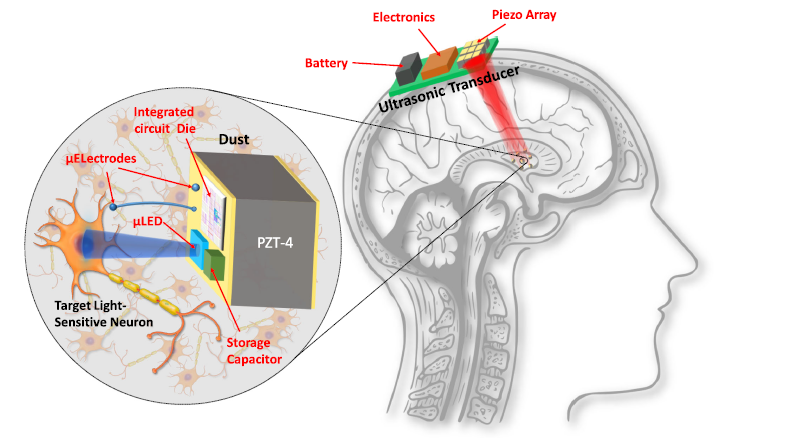 Electronics
Piezo Array
Battery
Ultrasonic Transducer
Integrated
circuit Die
Dust
µELectrodes
µLED
PZT-4
Target Light-
Sensitive Neuron
Storage
Capacitor